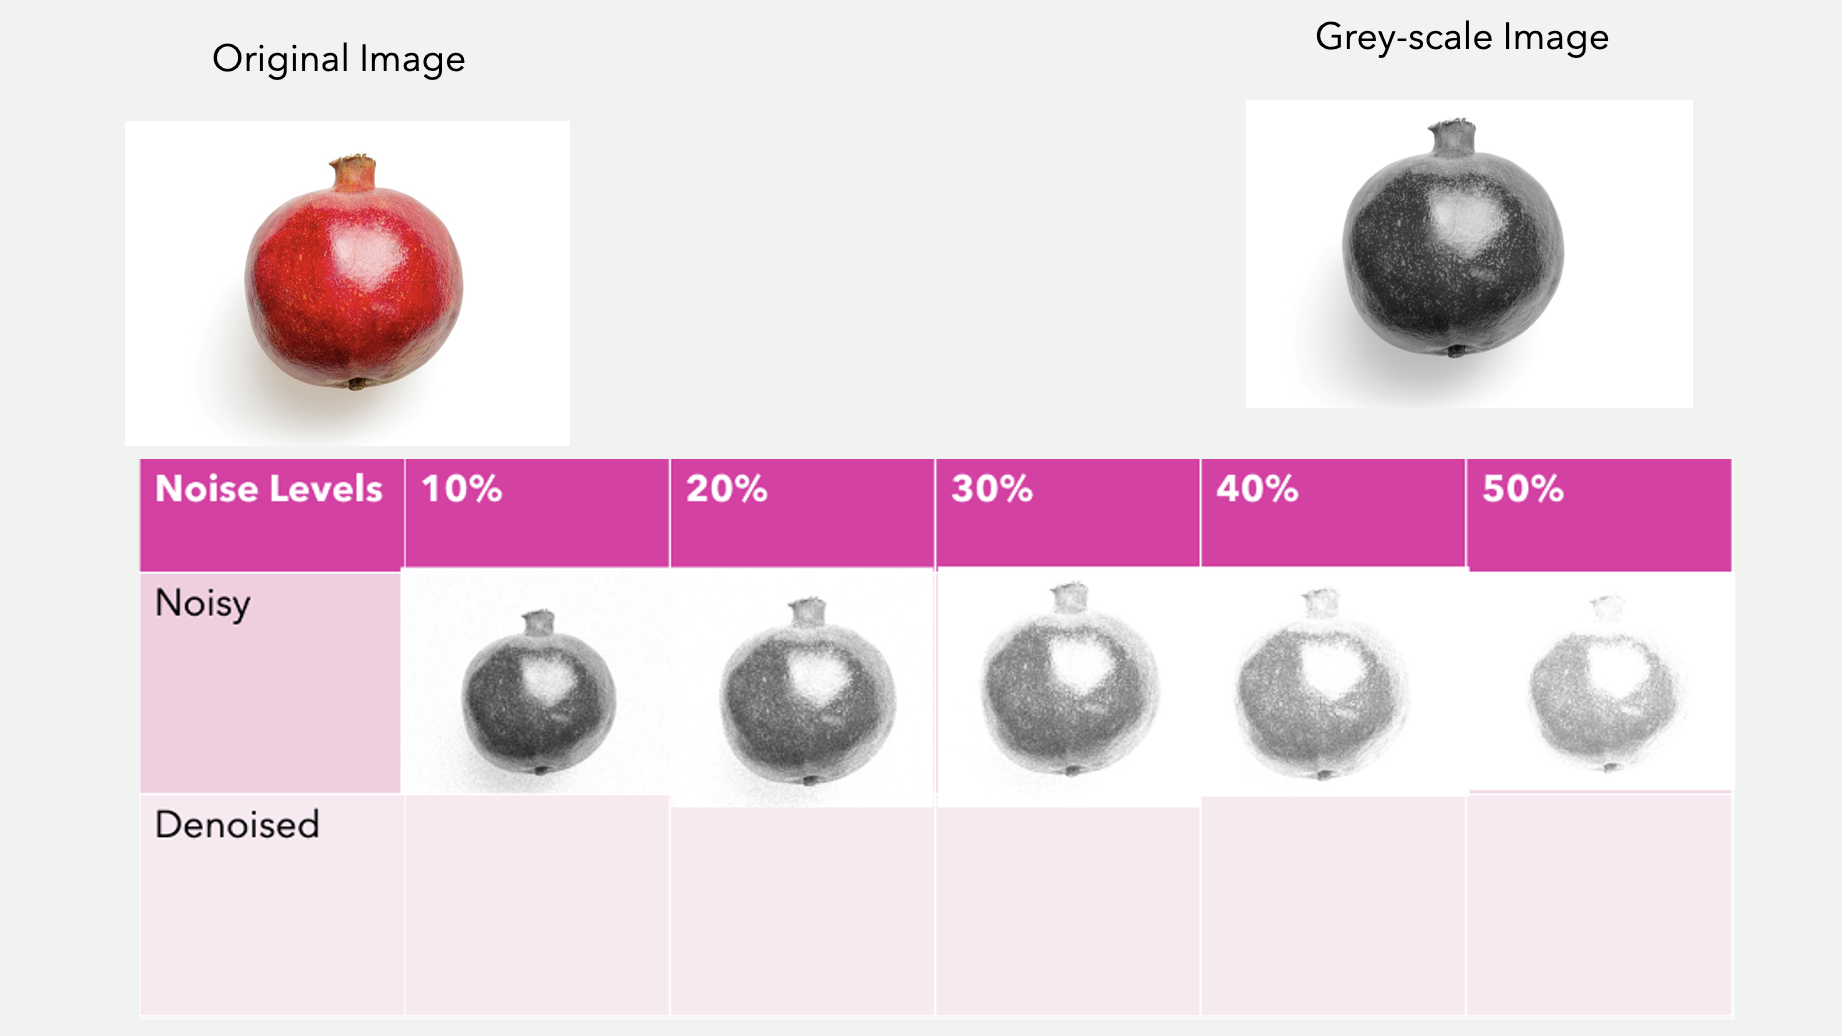 Original Image
Grey-scale Image
Noise Levels 10% 20% 30% 40% 50%
Noisy
Denoised